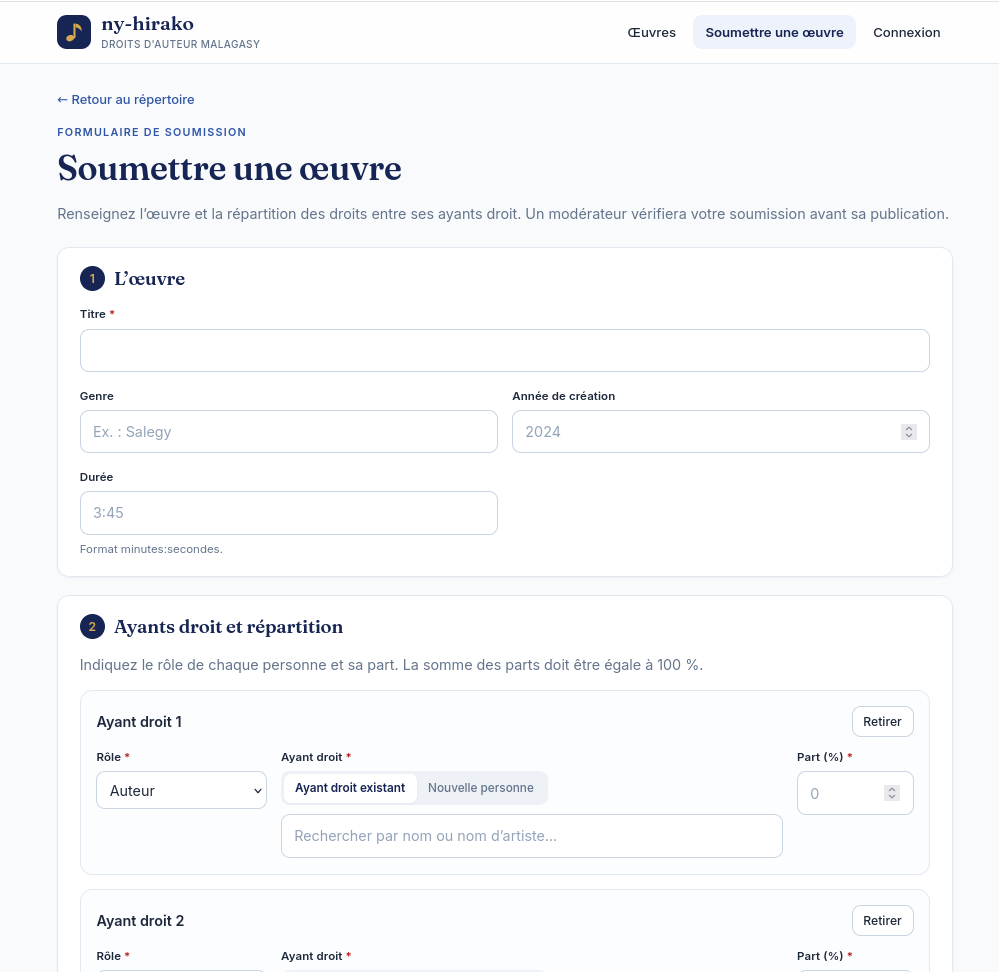 ny-hirako
DROITS D'AUTEUR MALAGASY
Œuvres
Soumettre une œuvre
Connexion
← Retour au répertoire
FORMULAIRE DE SOUMISSION
Soumettre une œuvre
Renseignez l’œuvre et la répartition des droits entre ses ayants droit. Un modérateur vérifiera votre soumission avant sa publication.
1 L’œuvre
Titre *
Genre
Année de création
Ex. : Salegy
2024
Durée
3:45
Format minutes:secondes.
2 Ayants droit et répartition
Indiquez le rôle de chaque personne et sa part. La somme des parts doit être égale à 100 %.
Ayant droit 1
Retirer
Rôle *
Ayant droit *
Part (%) *
Auteur
Ayant droit existant
Nouvelle personne
0
Rechercher par nom ou nom d’artiste…
Ayant droit 2
Retirer
Rôle *
Ayant droit *
Part (%) *